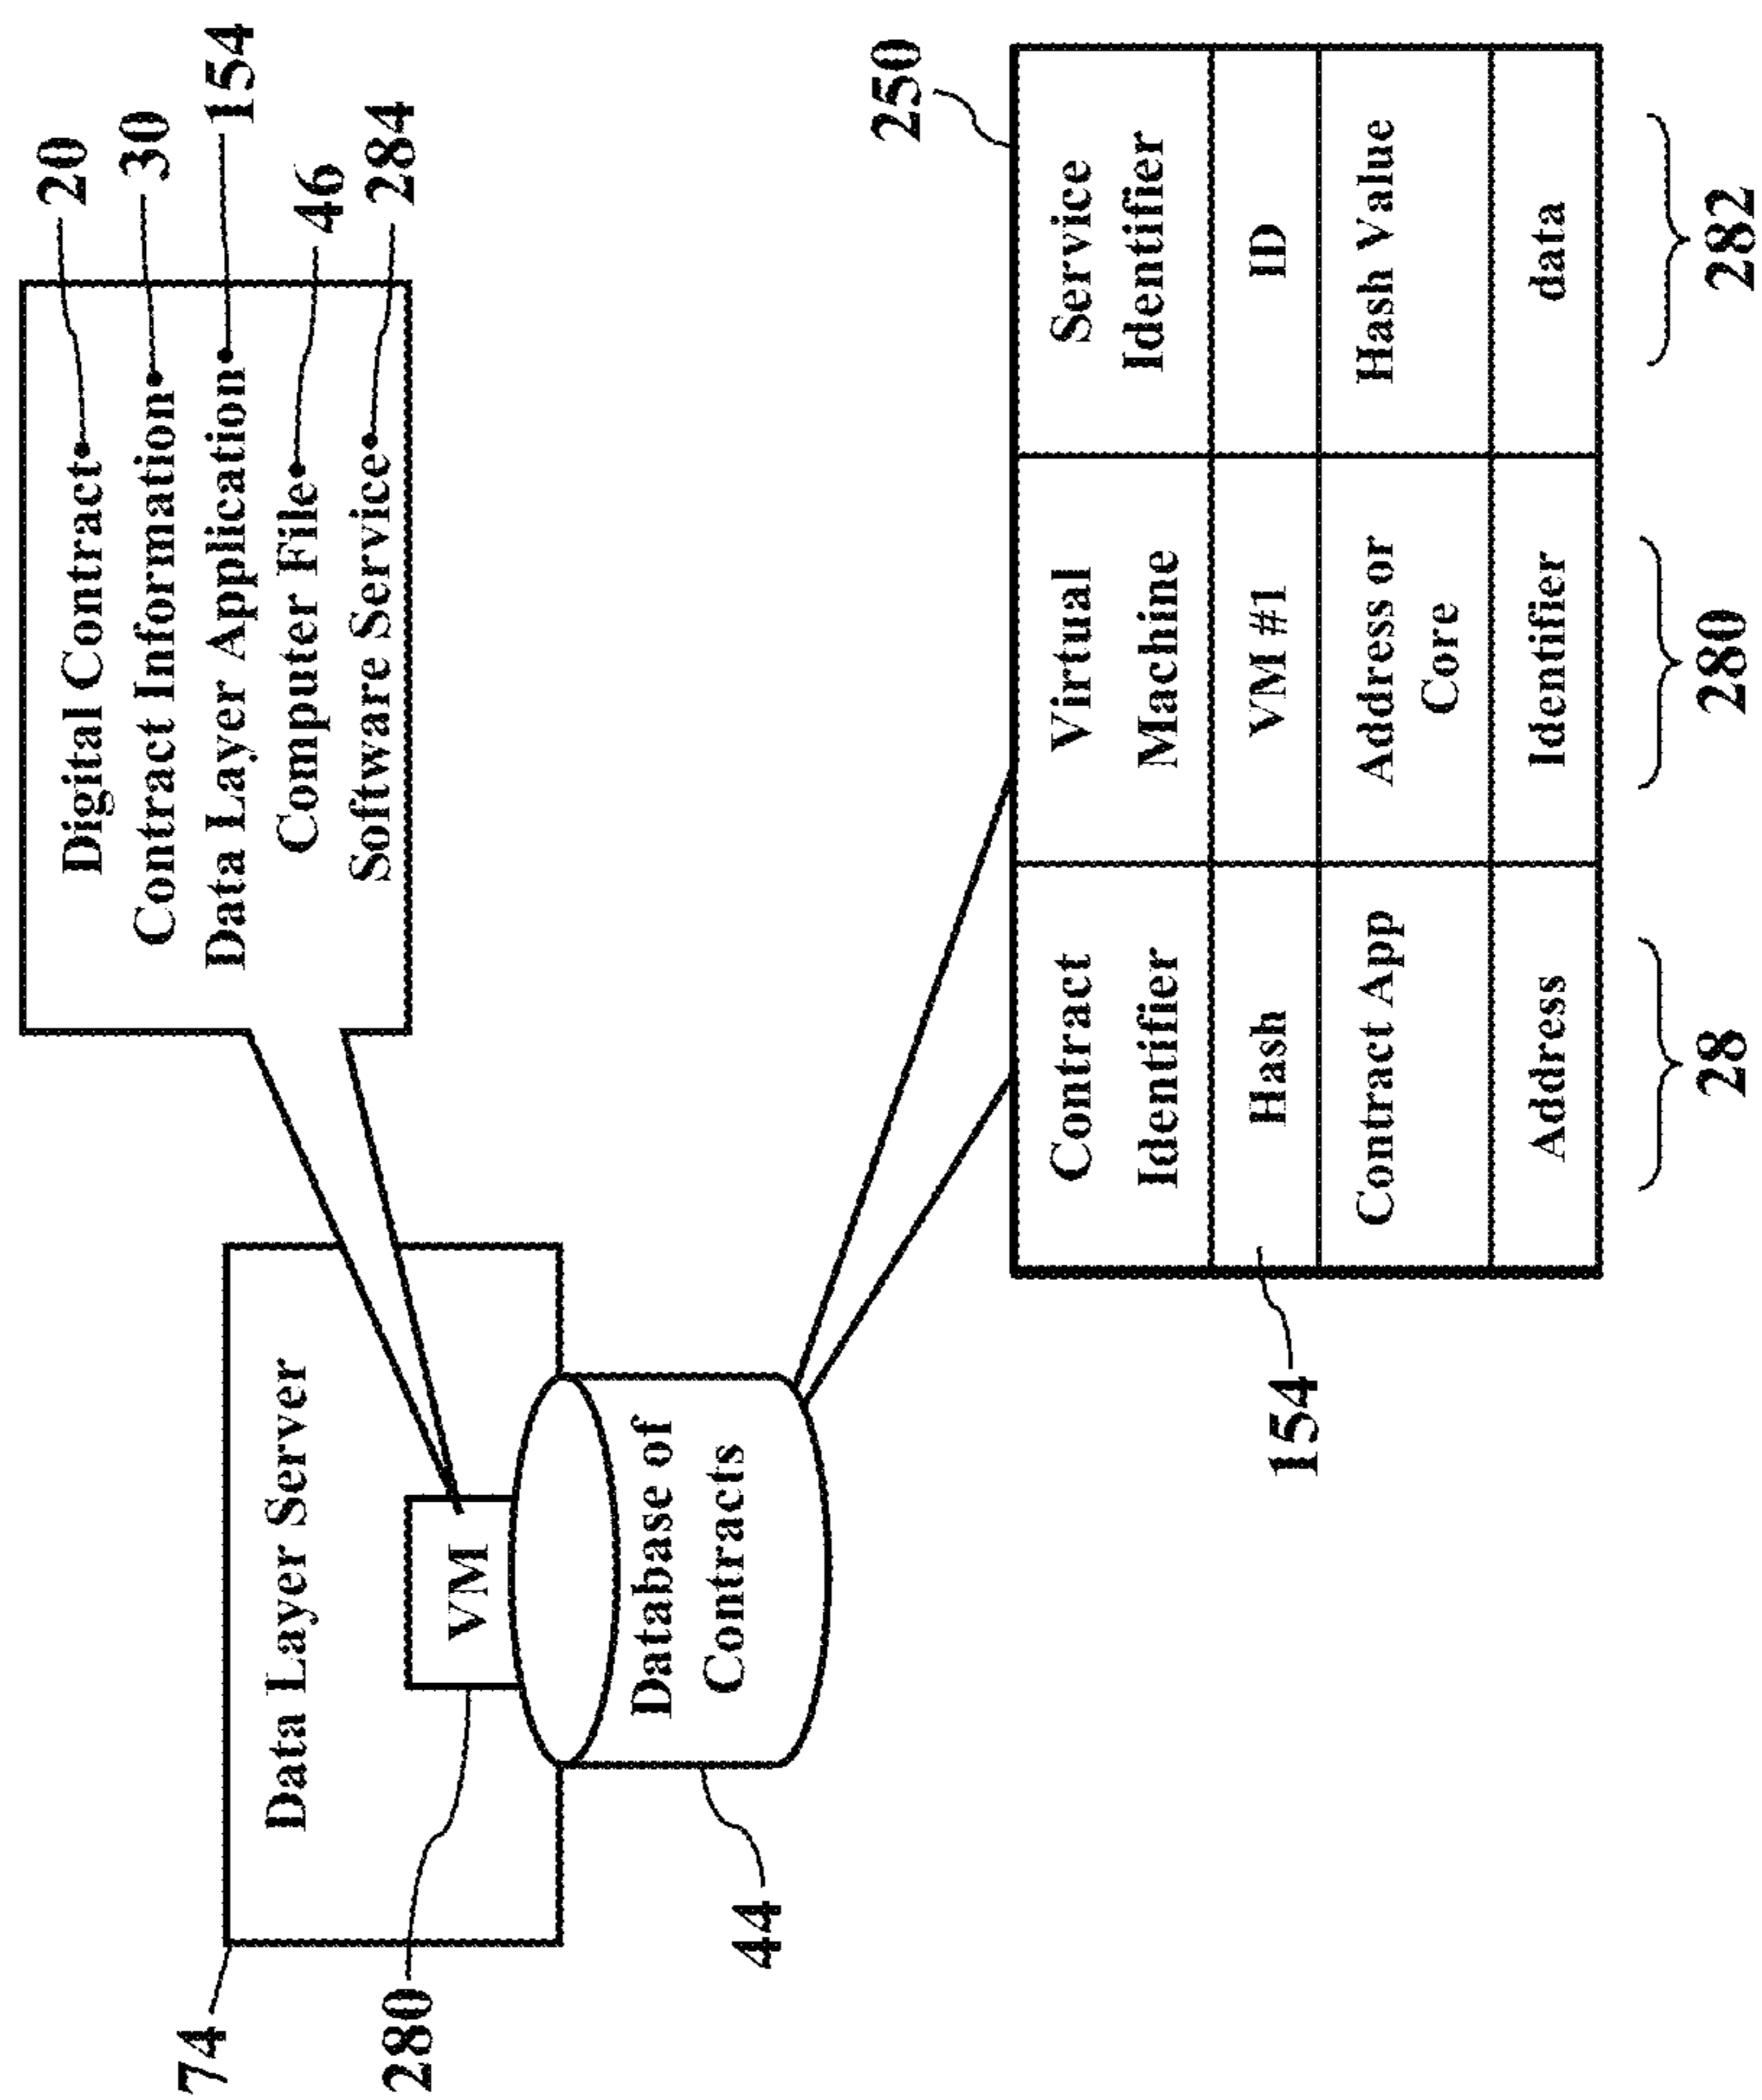 74
Data Layer Server
280
VM
44
Database of
Contracts
Digital Contract
20
Contract Information
30
Data Layer Application
154
Computer File
46
Software Service
284
250
Contract
Identifier
Virtual
Machine
Service
Identifier
154
Hash
VM #1
ID
Contract App
Address or
Core
Hash Value
Address
Identifier
data
28
280
282